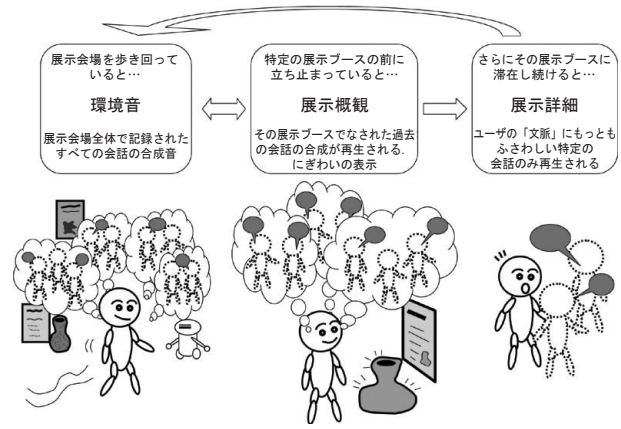 展示会場を歩き回って
いると…
環境音
展示会場全体で記録された
すべての会話の合成音
特定の展示ブースの前に
立ち止まっていると…
展示概観
その展示ブースでなされた過去
の会話の合成が再生される.
にぎわいの表示
さらにその展示ブースに
滞在し続けると…
展示詳細
ユーザの「文脈」にもっとも
ふさわしい特定の
会話のみ再生される